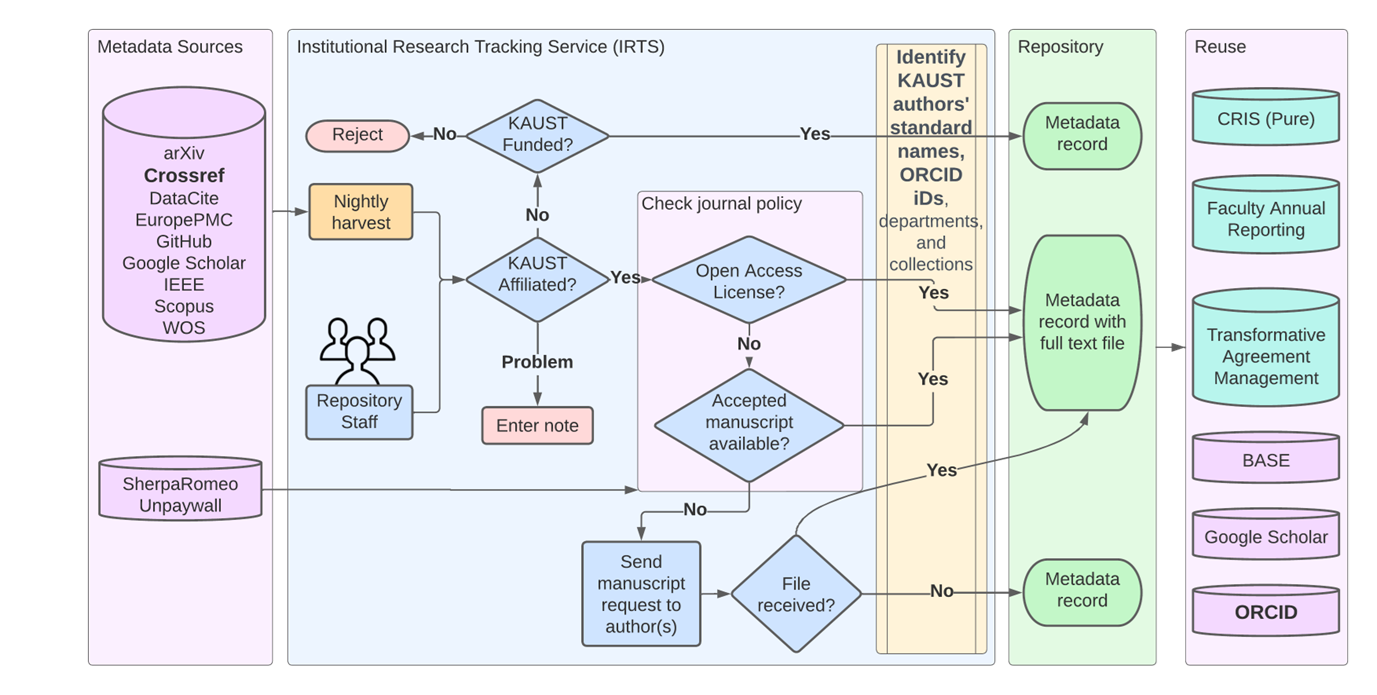 Metadata Sources
arXiv
Crossref
DataCite
EuropePMC
GitHub
Google Scholar
IEEE
Scopus
WOS
SherpaRomeo
Unpaywall
Institutional Research Tracking Service (IRTS)
Reject
No
KAUST
Funded?
Yes
Nightly
harvest
No
KAUST
Affiliated?
Yes
Repository
Staff
Problem
Enter note
Check journal policy
Open Access
License?
Yes
No
Accepted
manuscript
available?
Yes
No
Send
manuscript
request to
author(s)
File
received?
Yes
No
Identify
KAUST
authors'
standard
names,
ORCID
iDs,
departments,
and
collections
Repository
Metadata
record
Metadata
record with
full text file
Metadata
record
Reuse
CRIS (Pure)
Faculty Annual
Reporting
Transformative
Agreement
Management
BASE
Google Scholar
ORCID